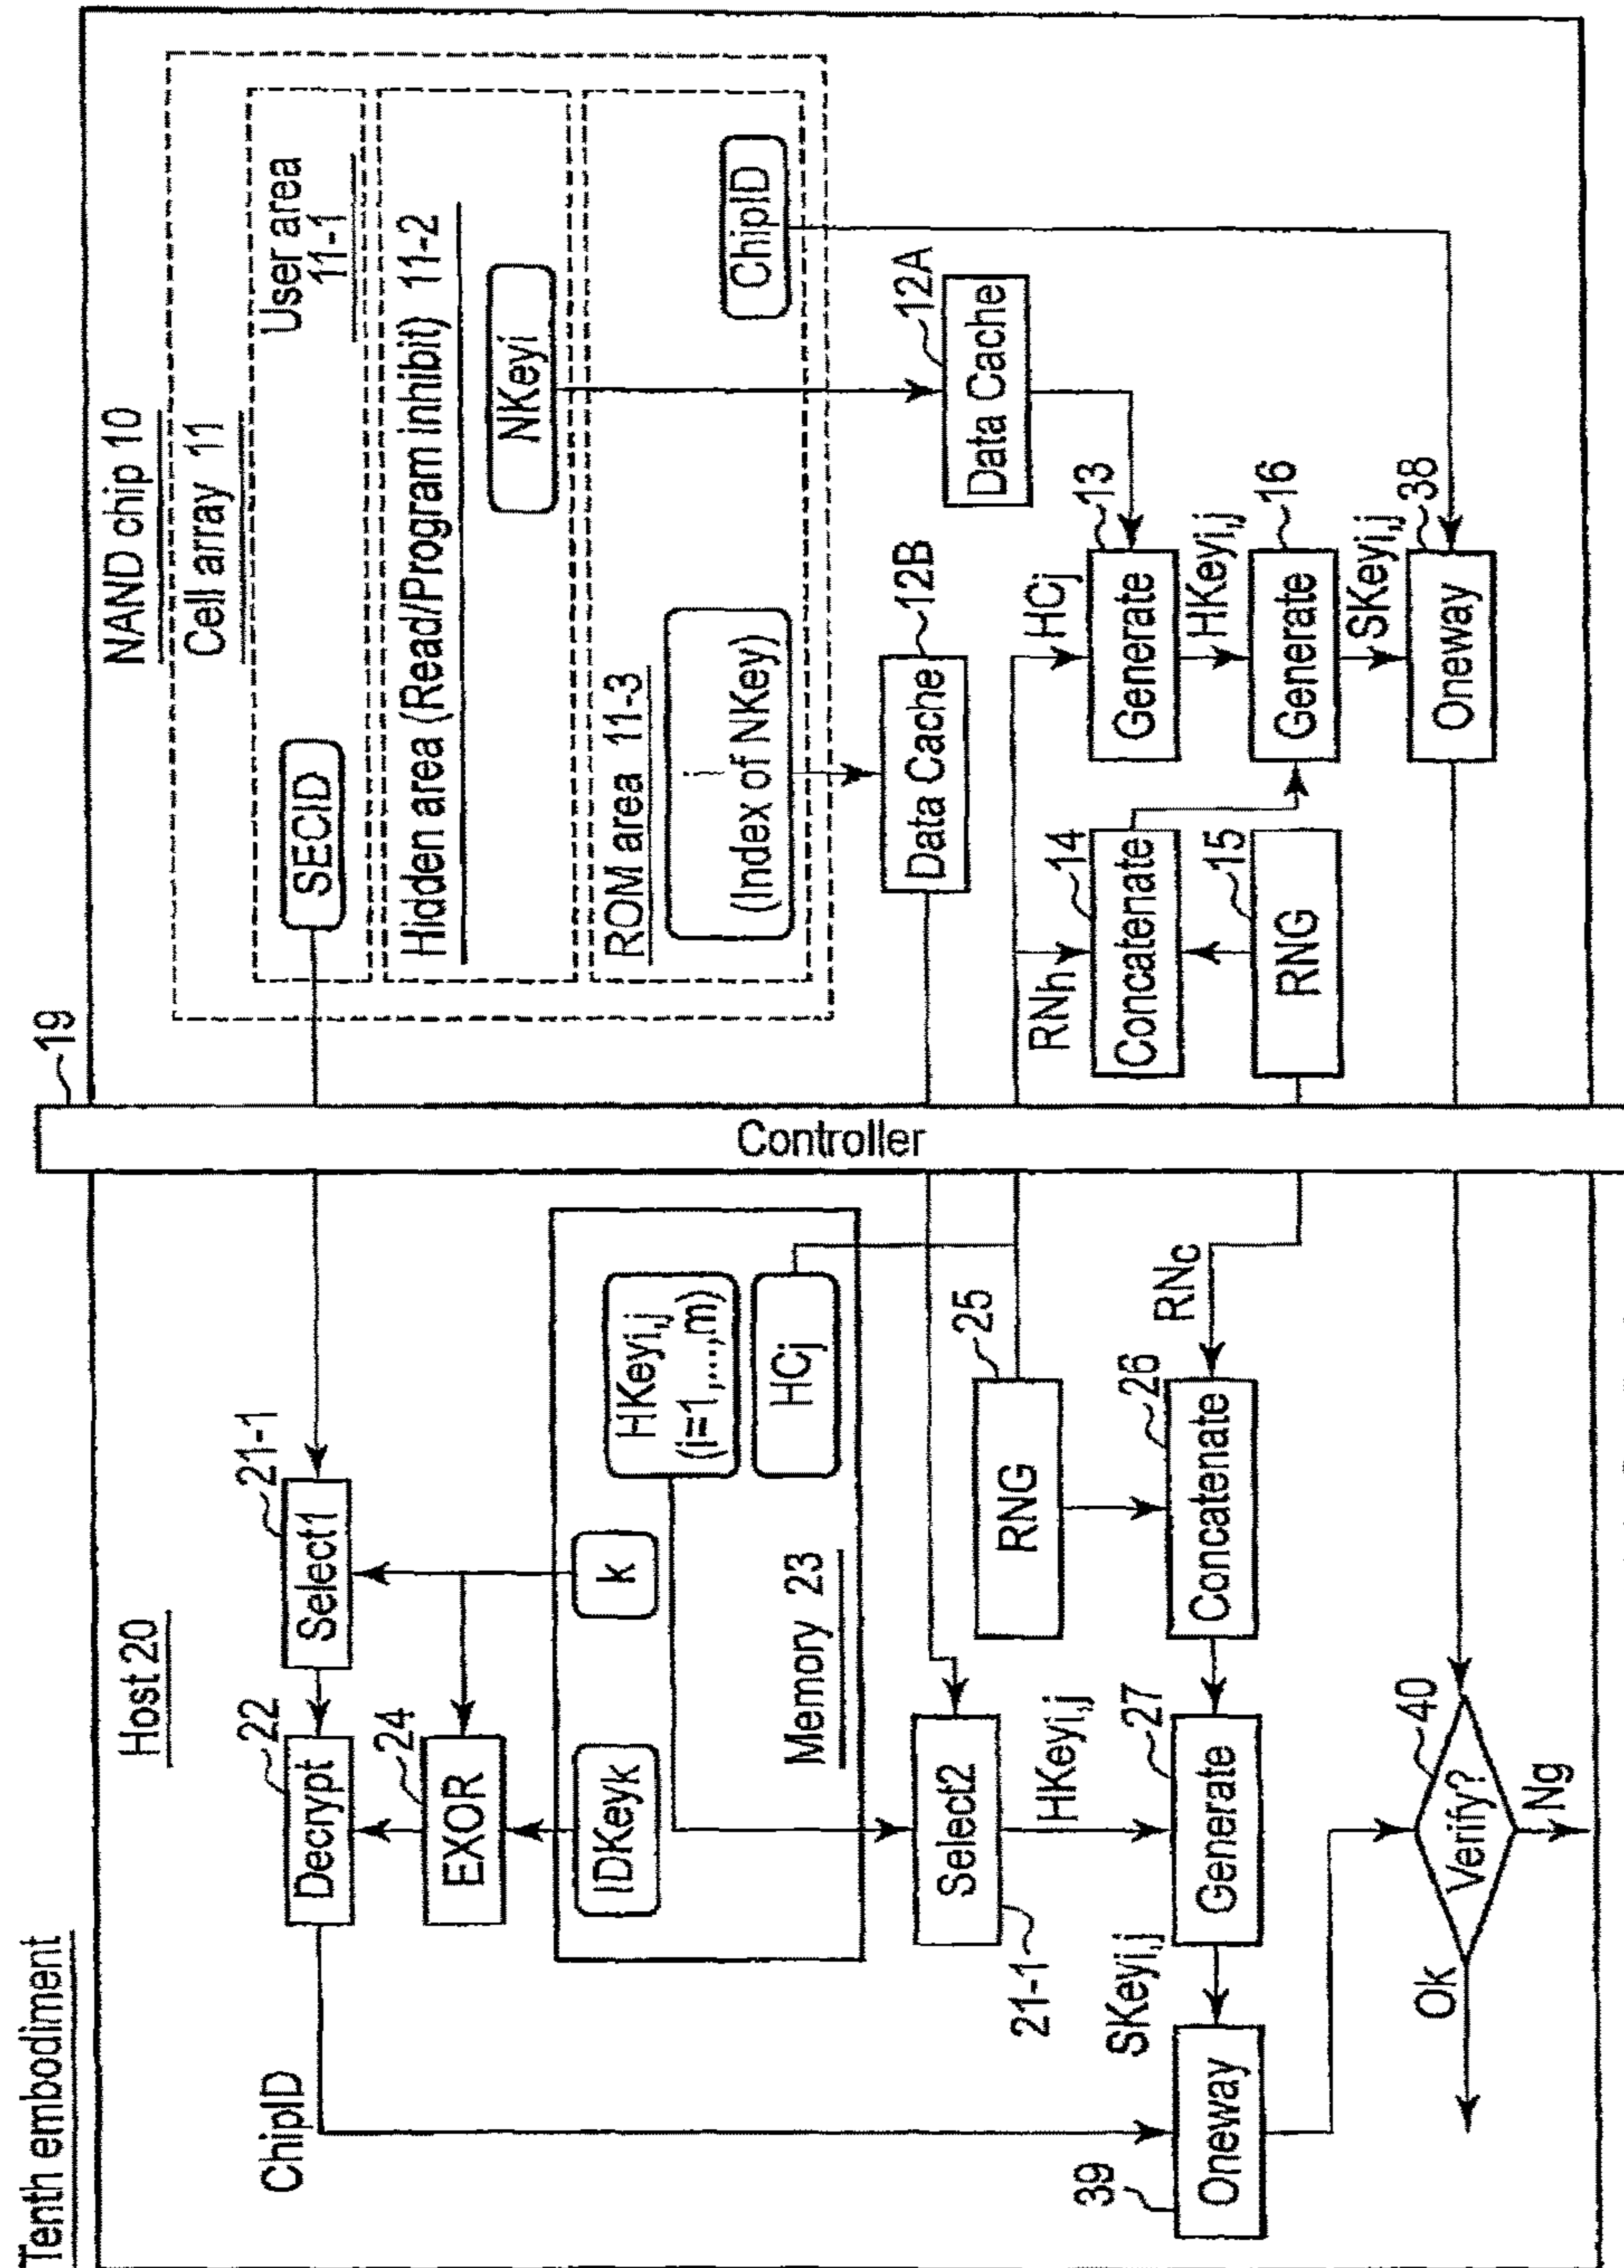 Tenth embodiment
Host 20
NAND chip 10
Cell array 11
User area
11-1
SECID
Hidden area (Read/Program inhibit) 11-2
NKeyi
ROM area 11-3
i
(Index of NKey)
ChipID
19
Controller
ChipID
22
Decrypt
21-1
Select1
24
EXOR
IDKeyk
k
HKeyi,j
(i=1,...,m)
HCj
Memory 23
Select2
21-1
HKeyi,j
25
RNG
RNc
26
Concatenate
27
Generate
SKeyi,j
39
Oneway
40
Verify?
Ok
Ng
12B
Data Cache
12A
Data Cache
HCj
13
Generate
RNh
14
Concatenate
15
RNG
HKeyi,j
16
Generate
SKeyi,j
38
Oneway